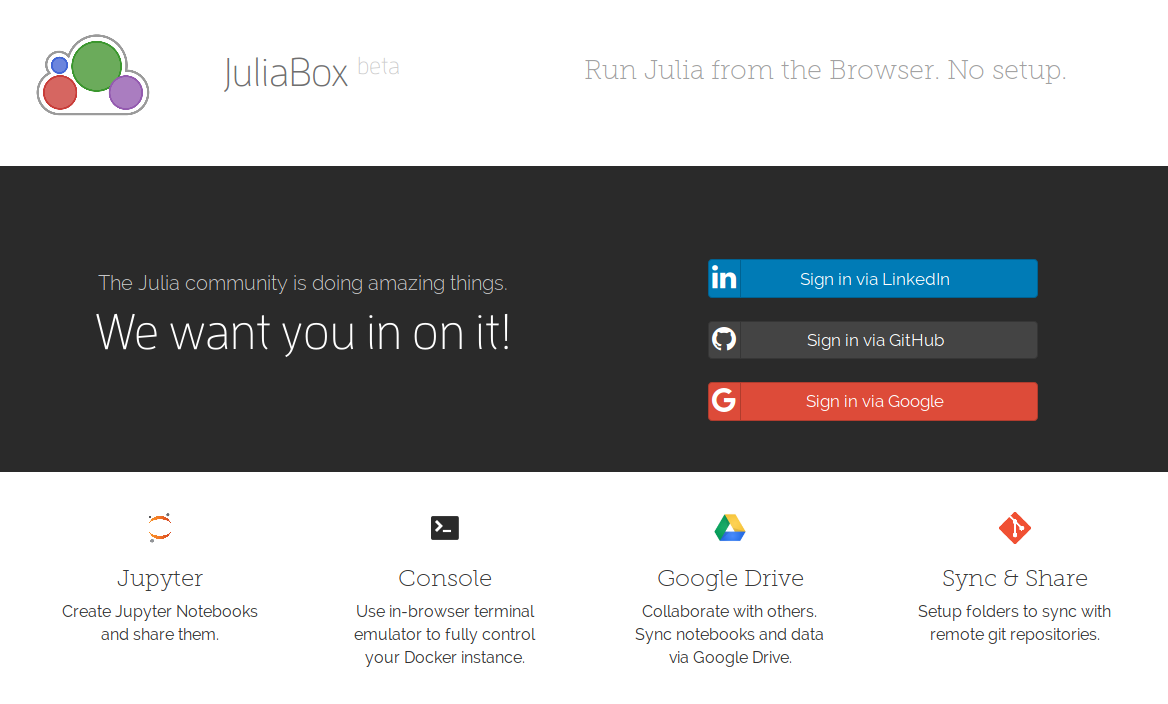 JuliaBox beta
Run Julia from the Browser. No setup.
The Julia community is doing amazing things.
We want you in on it!
Sign in via LinkedIn
Sign in via GitHub
Sign in via Google
Jupyter
Create Jupyter Notebooks
and share them.
Console
Use in-browser terminal
emulator to fully control
your Docker instance.
Google Drive
Collaborate with others.
Sync notebooks and data
via Google Drive.
Sync & Share
Setup folders to sync with
remote git repositories.